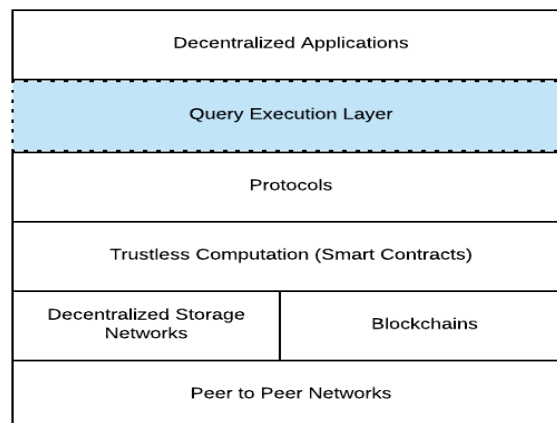 Decentralized Applications
Query Execution Layer
Protocols
Trustless Computation (Smart Contracts)
Decentralized Storage
Networks
Blockchains
Peer to Peer Networks